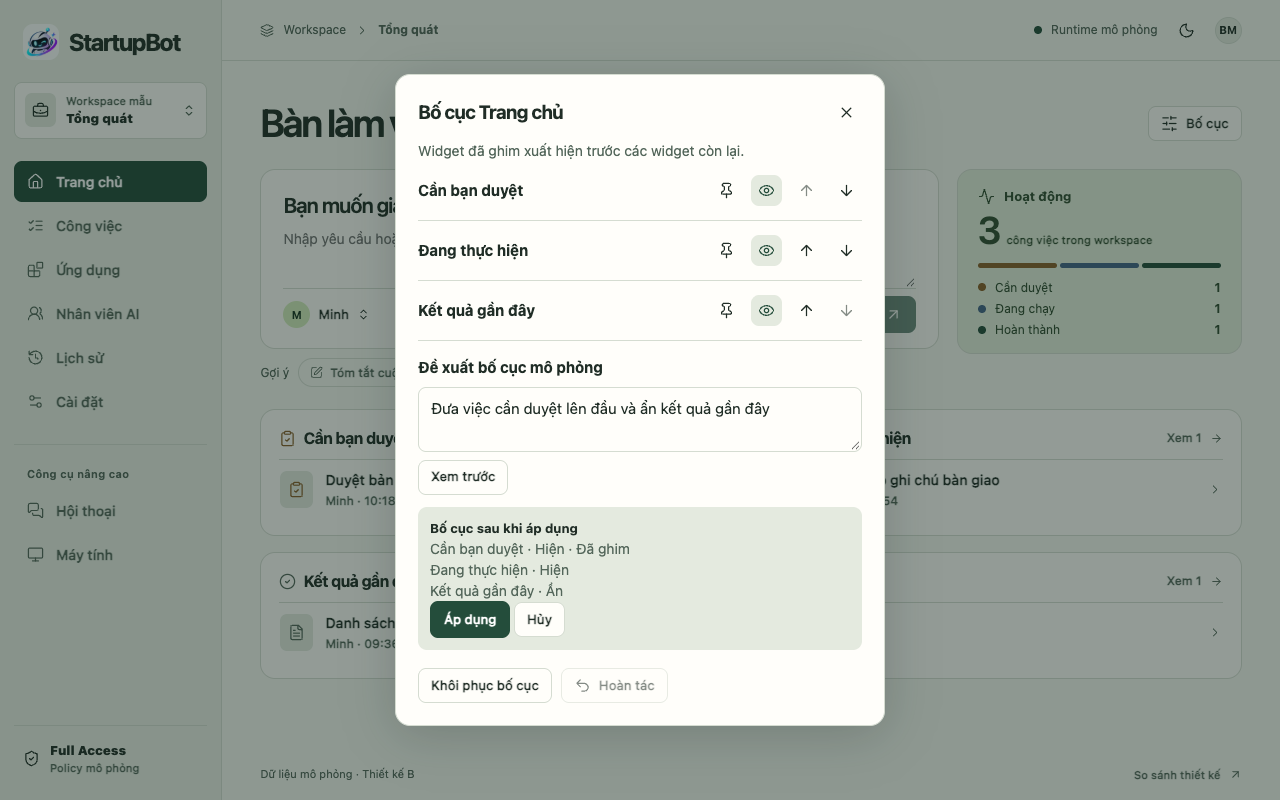 StartupBot
Workspace mẫu
Tổng quát
Trang chủ
Công việc
Ứng dụng
Nhân viên AI
Lịch sử
Cài đặt
Công cụ nâng cao
Hội thoại
Máy tính
Full Access
Policy mô phỏng
Workspace
Tổng quát
Runtime mô phỏng
BM
Bàn làm
Bố cục
Bạn muốn
Nhập yêu cầu
M Minh
Gợi ý
Tóm tắt
Hoạt động
3 công việc trong workspace
Cần duyệt 1
Đang chạy 1
Hoàn thành 1
Cần bạn
Duyệt bản
Minh · 10:18
Xem 1
ghi chú bàn giao
54
Kết quả gần
Xem 1
Danh sách
Minh · 09:36
Dữ liệu mô phỏng · Thiết kế B
So sánh thiết kế
Bố cục Trang chủ
Widget đã ghim xuất hiện trước các widget còn lại.
Cần bạn duyệt
Đang thực hiện
Kết quả gần đây
Đề xuất bố cục mô phỏng
Đưa việc cần duyệt lên đầu và ẩn kết quả gần đây
Xem trước
Bố cục sau khi áp dụng
Cần bạn duyệt · Hiện · Đã ghim
Đang thực hiện · Hiện
Kết quả gần đây · Ẩn
Áp dụng
Hủy
Khôi phục bố cục
Hoàn tác